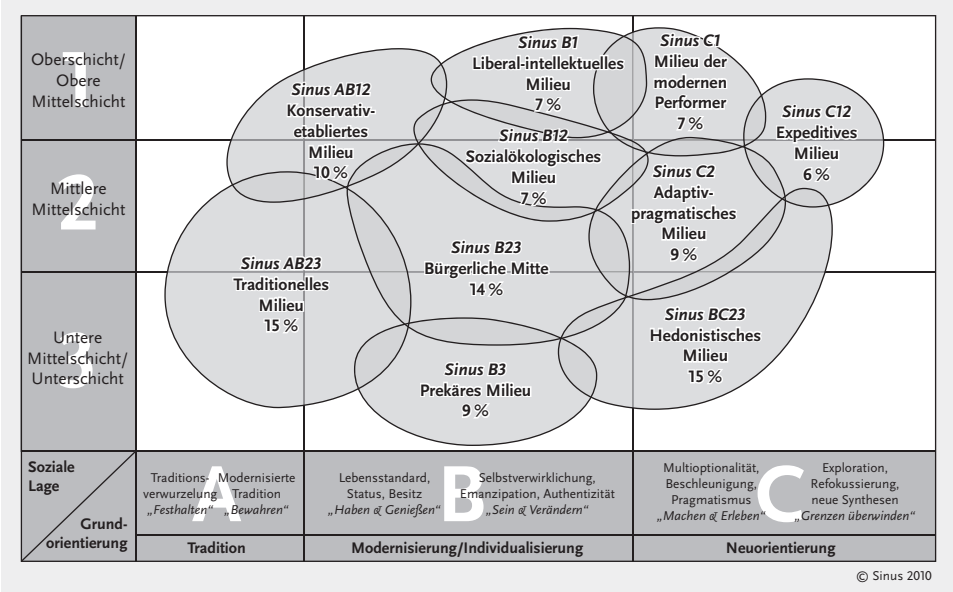 1
Oberschicht/
Obere
Mittelschicht
2
Mittlere
Mittelschicht
3
Untere
Mittelschicht/
Unterschicht
Sinus AB12
Konservativ-
etabliertes
Milieu
10 %
Sinus B1
Liberal-intellektuelles
Milieu
7 %
Sinus C1
Milieu der
modernen
Performer
7 %
Sinus C12
Expeditives
Milieu
6 %
Sinus B12
Sozialökologisches
Milieu
7 %
Sinus C2
Adaptiv-
pragmatisches
Milieu
9 %
Sinus AB23
Traditionelles
Milieu
15 %
Sinus B23
Bürgerliche Mitte
14 %
Sinus BC23
Hedonistisches
Milieu
15 %
Sinus B3
Prekäres Milieu
9 %
Soziale
Lage
Grund-
orientierung
A
Traditions-
verwurzelung
„Festhalten“
Modernisierte
Tradition
„Bewahren“
B
Lebensstandard,
Status, Besitz
„Haben & Genießen“
Selbstverwirklichung,
Emanzipation, Authentizität
„Sein & Verändern“
C
Multioptionalität,
Beschleunigung,
Pragmatismus
„Machen & Erleben“
Exploration,
Refokussierung,
neue Synthesen
„Grenzen überwinden“
Tradition
Modernisierung/Individualisierung
Neuorientierung
© Sinus 2010